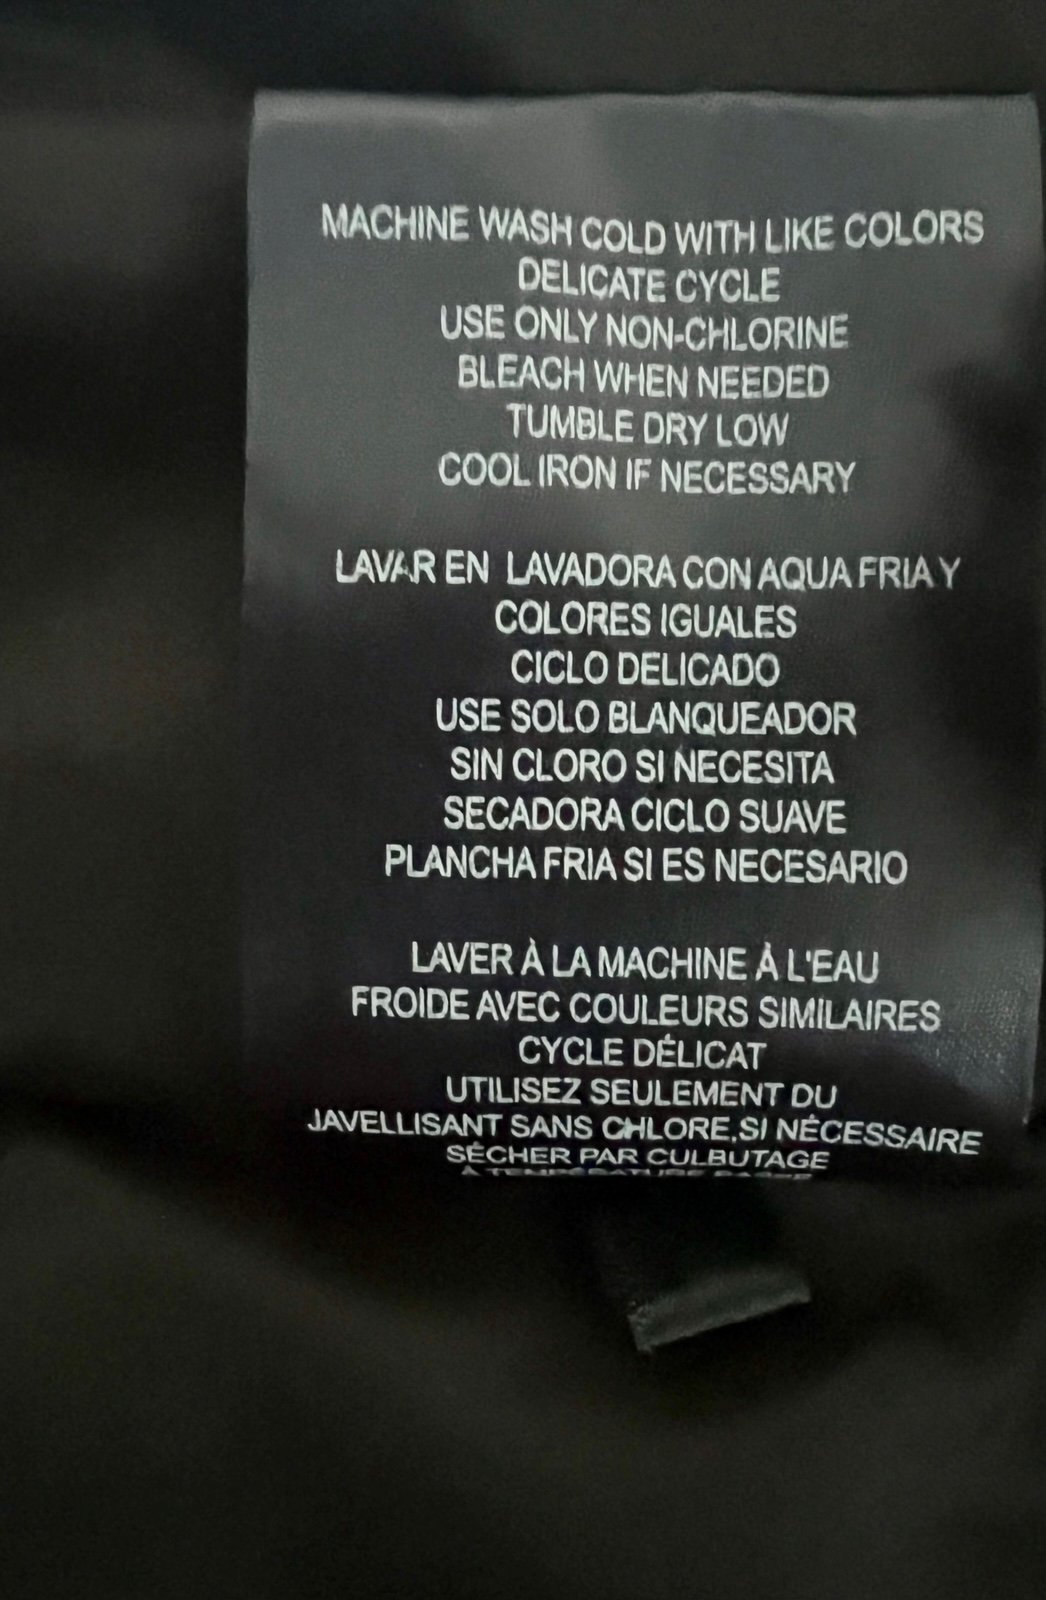 MACHINE WASH COLD WITH LIKE COLORS
DELICATE CYCLE
USE ONLY NON-CHLORINE
BLEACH WHEN NEEDED
TUMBLE DRY LOW
COOL IRON IF NECESSARY
LAVAR EN LAVADORA CON AQUA FRIA Y
COLORES IGUALES
CICLO DELICADO
USE SOLO BLANQUEADOR
SIN CLORO SI NECESITA
SECADORA CICLO SUAVE
PLANCHA FRIA SI ES NECESARIO
LAVER À LA MACHINE À L'EAU
FROIDE AVEC COULEURS SIMILAIRES
CYCLE DÉLICAT
UTILISEZ SEULEMENT DU
JAVELLISANT SANS CHLORE,SI NÉCESSAIRE
SÉCHER PAR CULBUTAGE
À TEMPÉRATURE BASSE